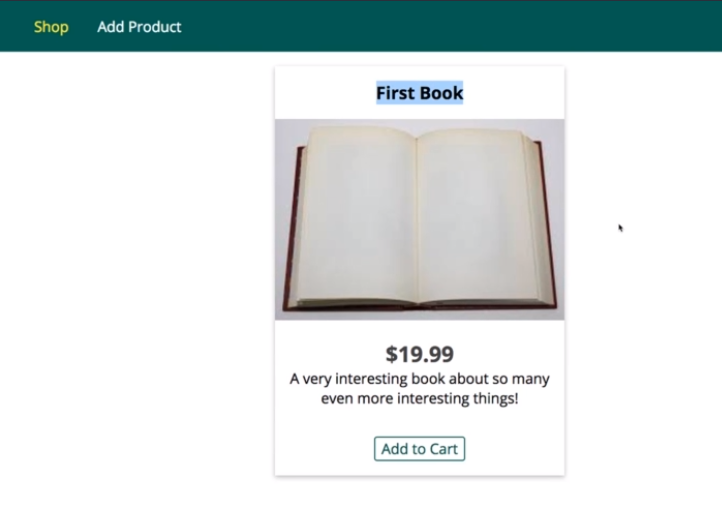 Shop Add Product
First Book
$19.99
A very interesting book about so many
even more interesting things!
Add to Cart